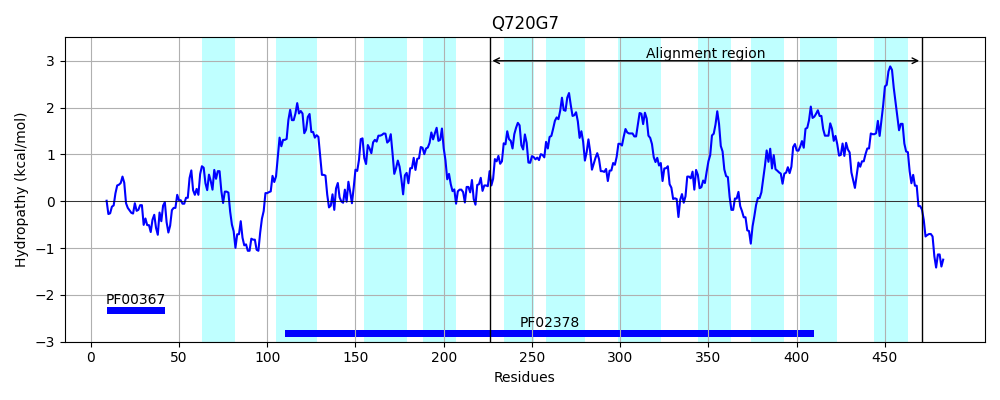 Q720G7
Alignment region
Hydropathy (kcal/mol)
3
2
1
0
−1
−2
−3
PF00367
PF02378
0 50 100 150 200 250 300 350 400 450
Residues